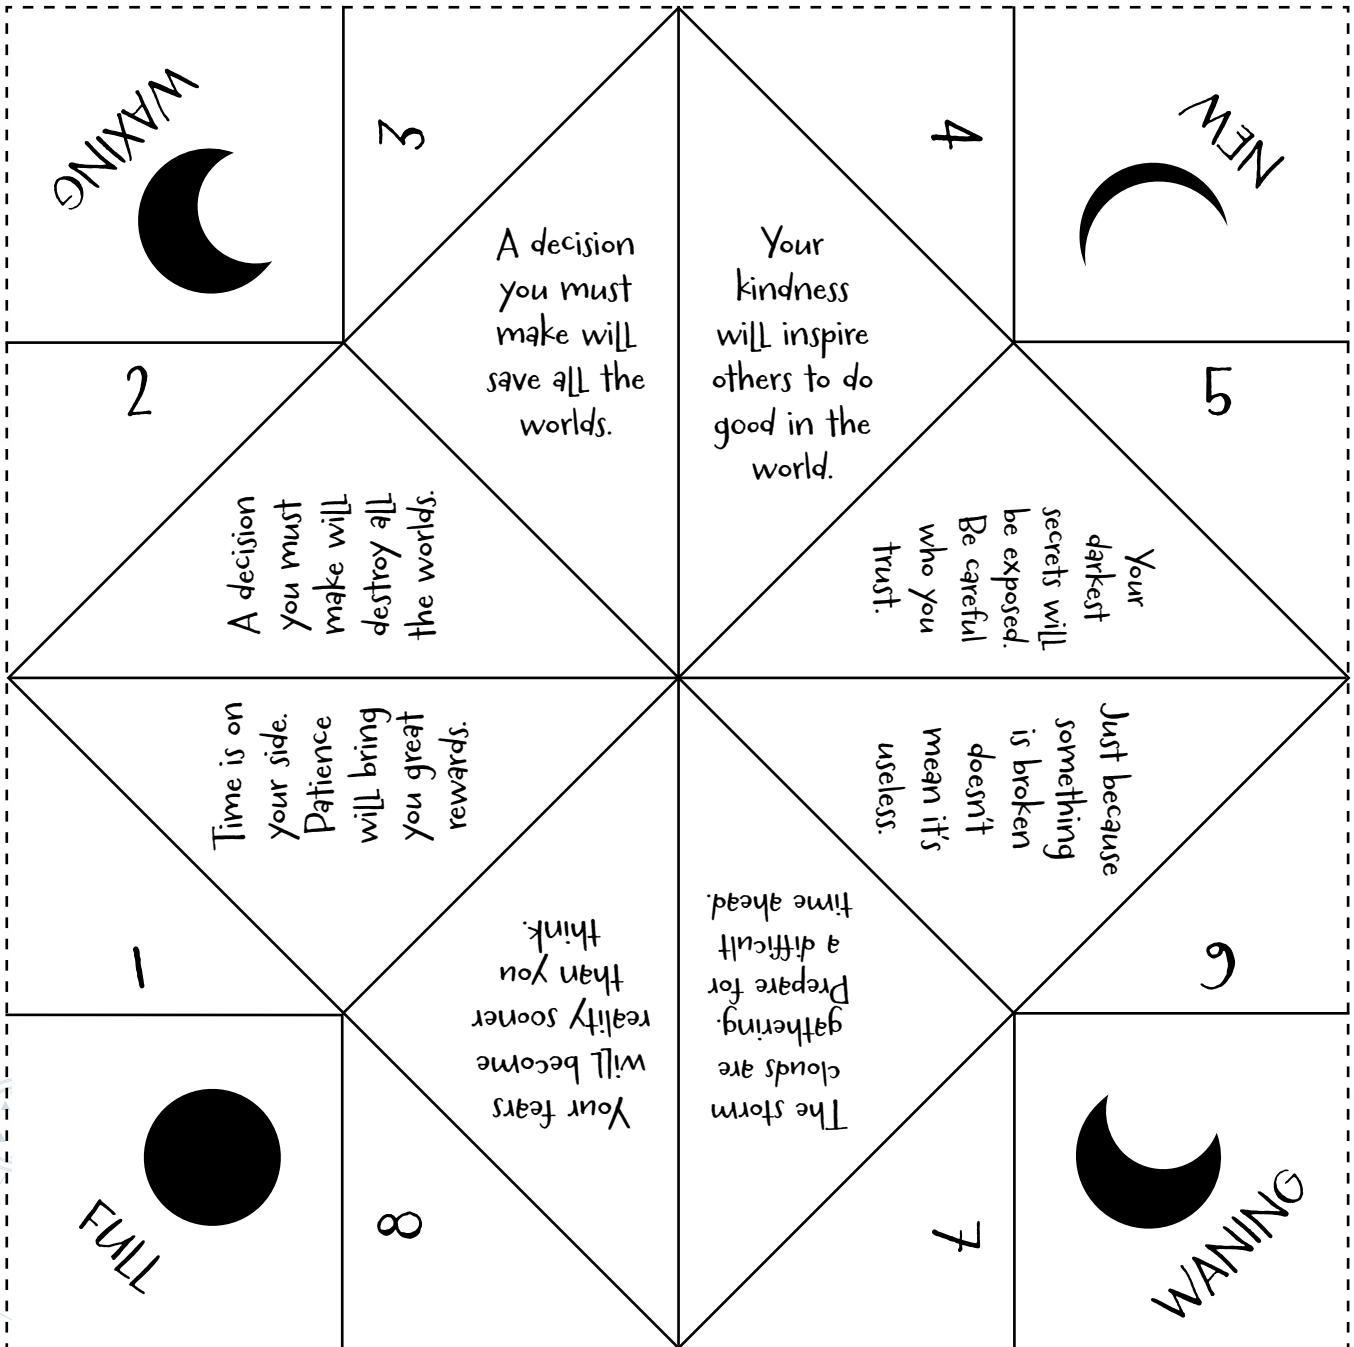 WAXING
3
4
NEW
A decision
you must
make will
save all the
worlds.
Your
kindness
will inspire
others to do
good in the
world.
2
5
A decision
you must
make will
destroy all
the worlds.
Your
darkest
secrets will
be exposed.
Be careful
who you
trust.
Time is on
your side.
Patience
will bring
you great
rewards.
Just because
something
is broken
doesn't
mean it's
useless.
1
6
Your fears
will become
reality sooner
than you
think.
The storm
clouds are
gathering.
Prepare for
a difficult
time ahead.
FULL
8
7
WANING